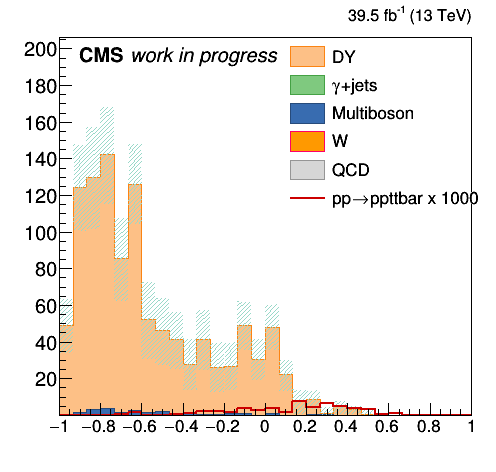 39.5 fb⁻¹ (13 TeV)
CMS work in progress
DY
γ+jets
Multiboson
W
QCD
pp→ppttbar x 1000
200
180
160
140
120
100
80
60
40
20
−1 −0.8 −0.6 −0.4 −0.2 0 0.2 0.4 0.6 0.8 1